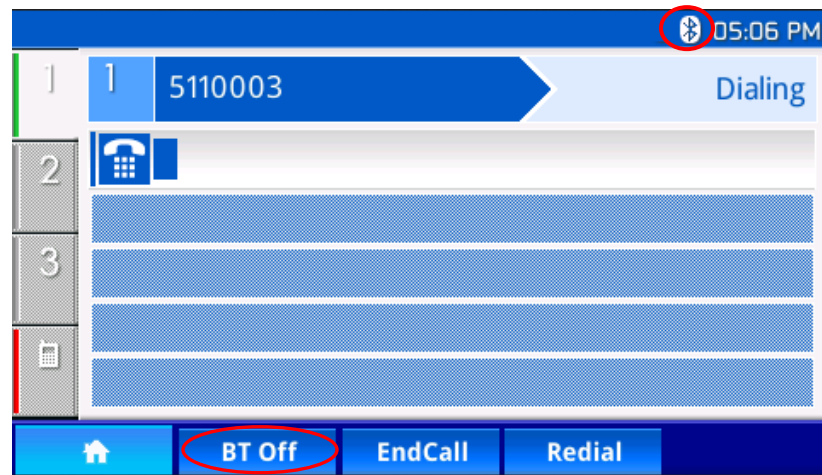 05:06 PM
1
1 5110003 Dialing
2
3
BT Off EndCall Redial